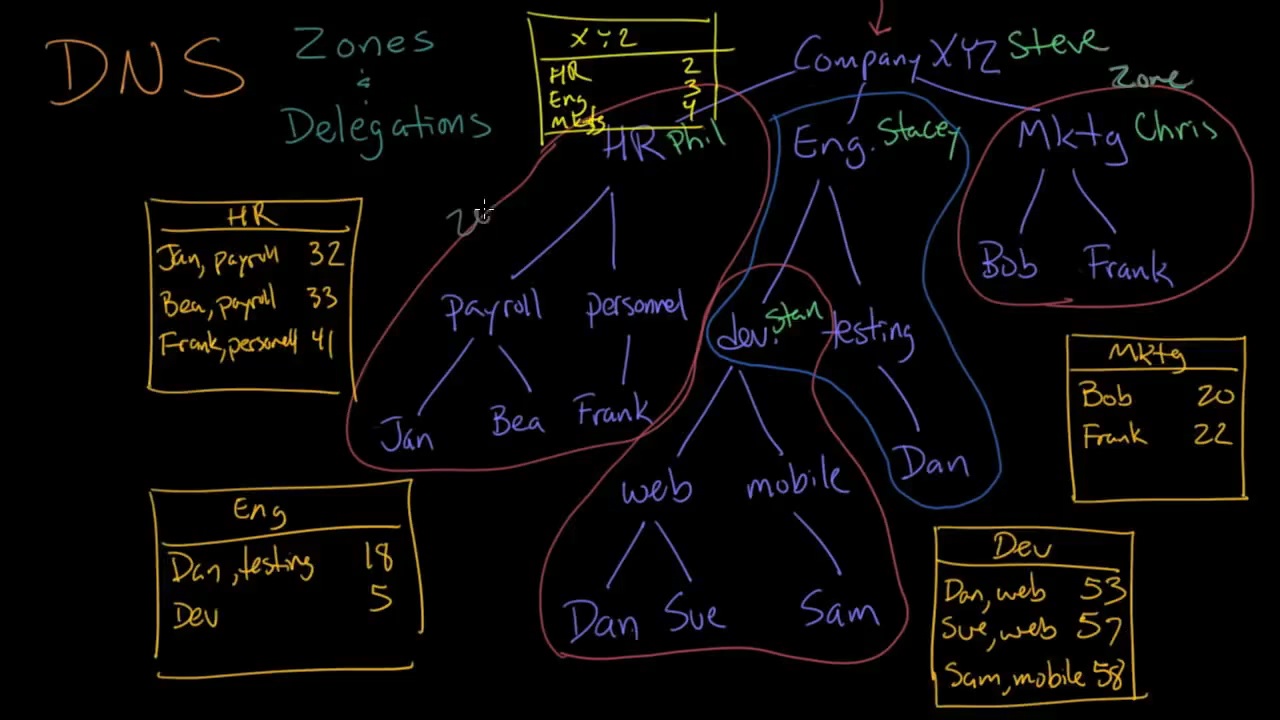 DNS
Zones
&
Delegations
XYZ
HR 2
Eng 3
Mktg 4
Company XYZ Steve
Zone
HR Phil
Eng. Stacey
Mktg Chris
Bob Frank
payroll personnel
dev. Stan testing
Jan Bea Frank
Dan
web mobile
Dan Sue Sam
HR
Jan, payroll 32
Bea, payroll 33
Frank, personell 41
Eng
Dan, testing 18
Dev 5
Mktg
Bob 20
Frank 22
Dev
Dan, web 53
Sue, web 57
Sam, mobile 58